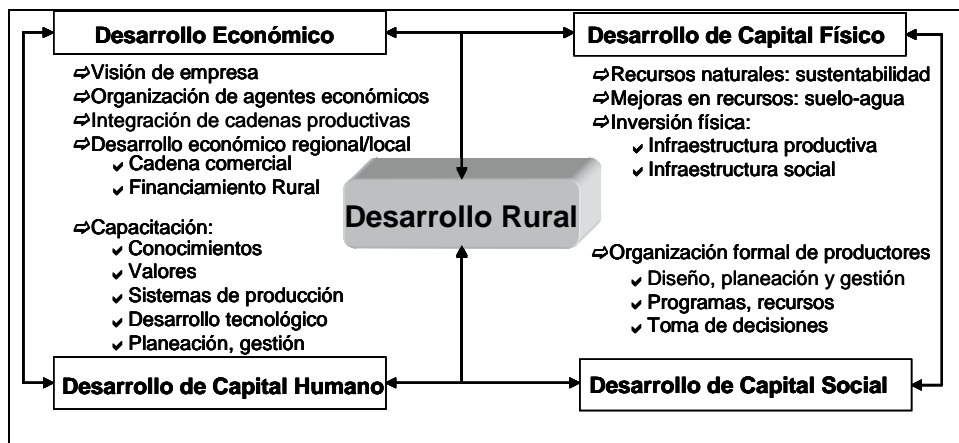 Desarrollo Económico
⇨Visión de empresa
⇨Organización de agentes económicos
⇨Integración de cadenas productivas
⇨Desarrollo económico regional/local
✓ Cadena comercial
✓ Financiamiento Rural
Desarrollo de Capital Físico
⇨Recursos naturales: sustentabilidad
⇨Mejoras en recursos: suelo-agua
⇨Inversión física:
✓ Infraestructura productiva
✓ Infraestructura social
Desarrollo Rural
⇨Capacitación:
✓ Conocimientos
✓ Valores
✓ Sistemas de producción
✓ Desarrollo tecnológico
✓ Planeación, gestión
Desarrollo de Capital Humano
⇨Organización formal de productores
✓ Diseño, planeación y gestión
✓ Programas, recursos
✓ Toma de decisiones
Desarrollo de Capital Social